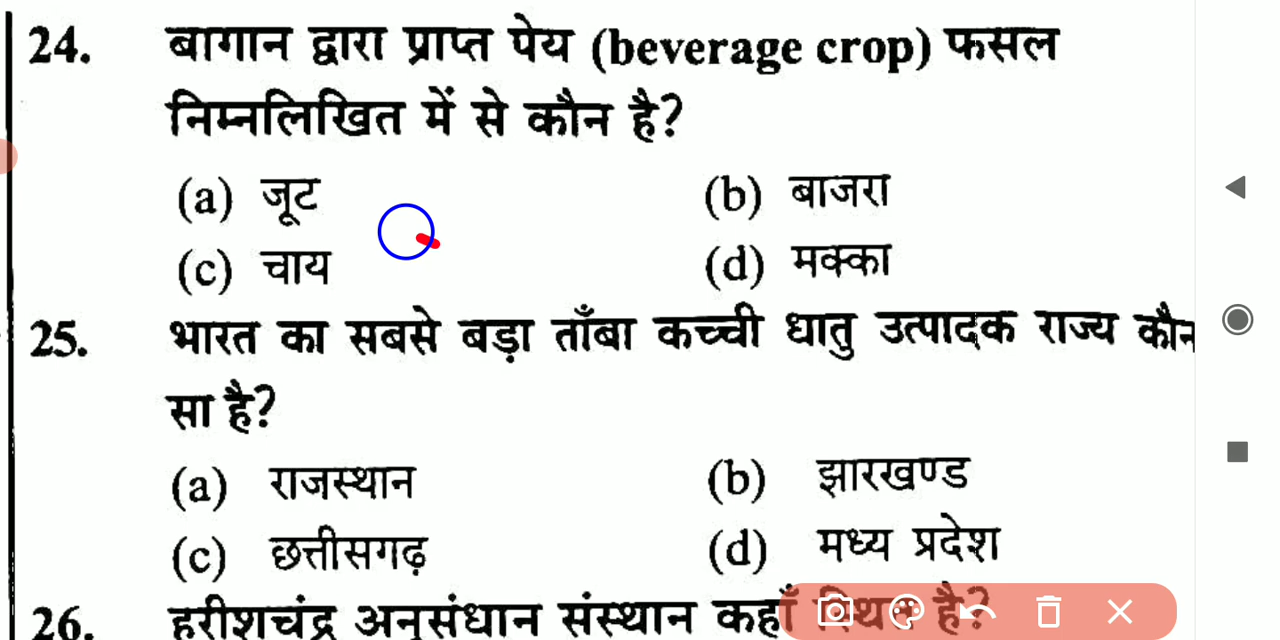 24. बागान द्वारा प्राप्त पेय (beverage crop) फसल
निम्नलिखित में से कौन है?
(a) जूट (b) बाजरा
(c) चाय (d) मक्का
25. भारत का सबसे बड़ा ताँबा कच्ची धातु उत्पादक राज्य कौन
सा है?
(a) राजस्थान (b) झारखण्ड
(c) छत्तीसगढ़ (d) मध्य प्रदेश
26. हरीशचंद्र अनुसंधान संस्थान कहाँ स्थित है?